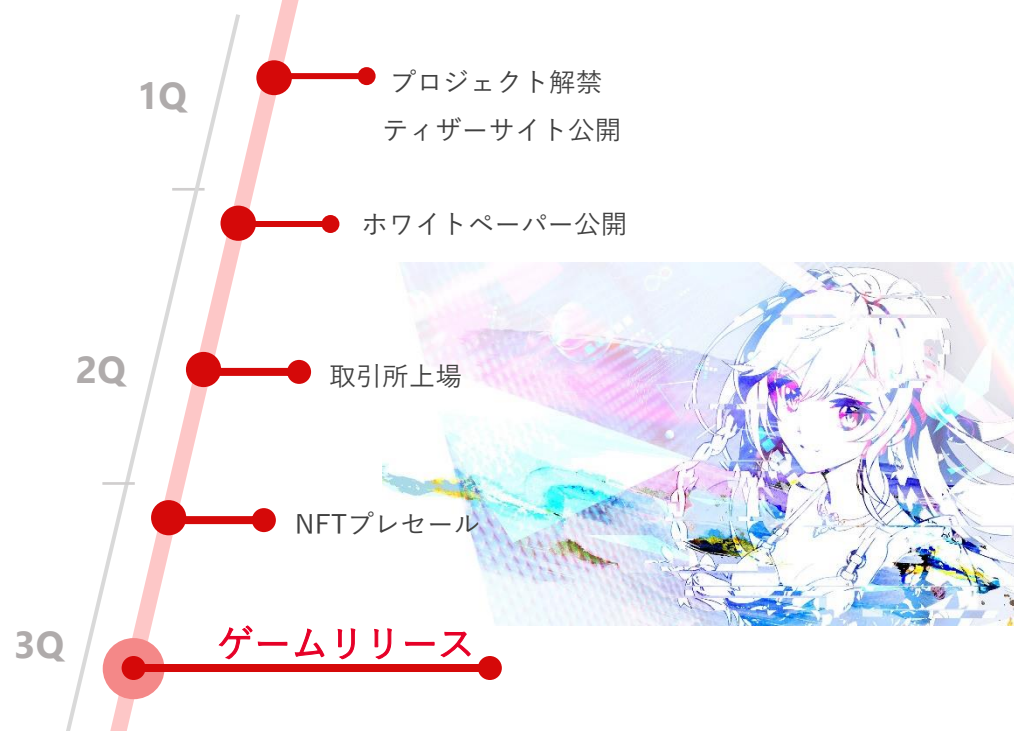 1Q
プロジェクト解禁
ティザーサイト公開
ホワイトペーパー公開
2Q
取引所上場
NFTプレセール
3Q
ゲームリリース